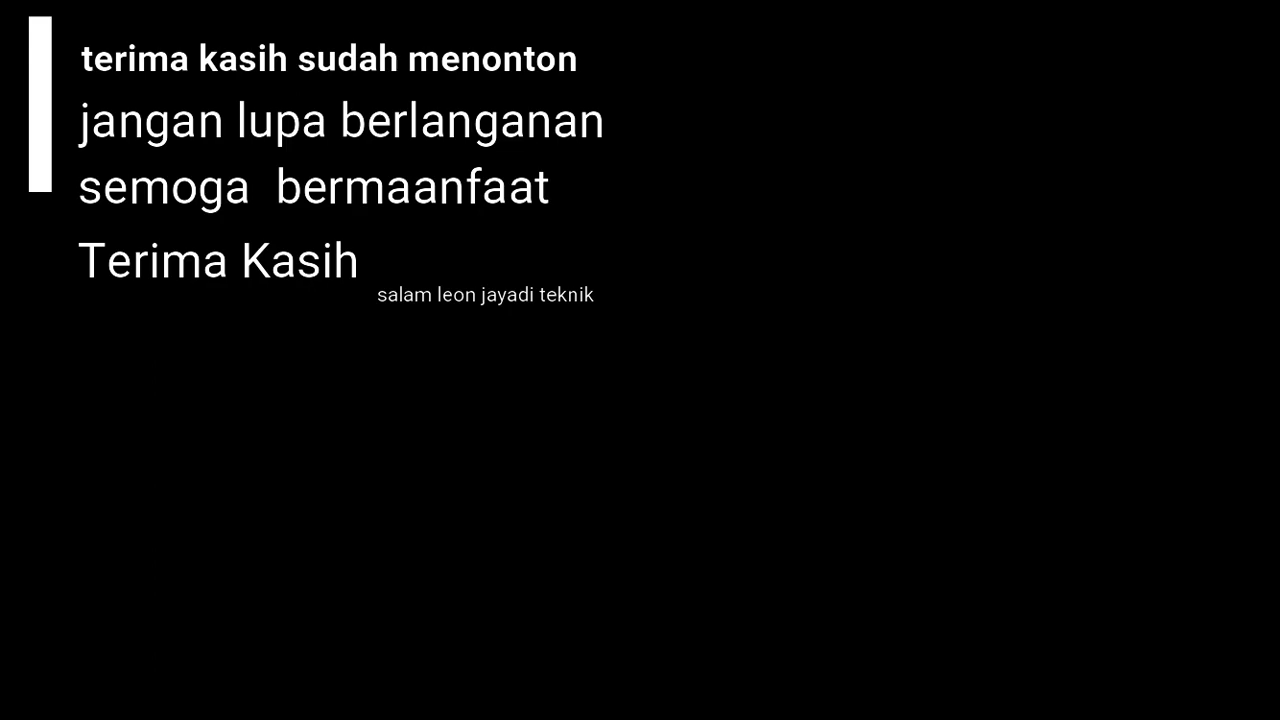 terima kasih sudah menonton
jangan lupa berlanganan
semoga  bermaanfaat
Terima Kasih
salam leon jayadi teknik